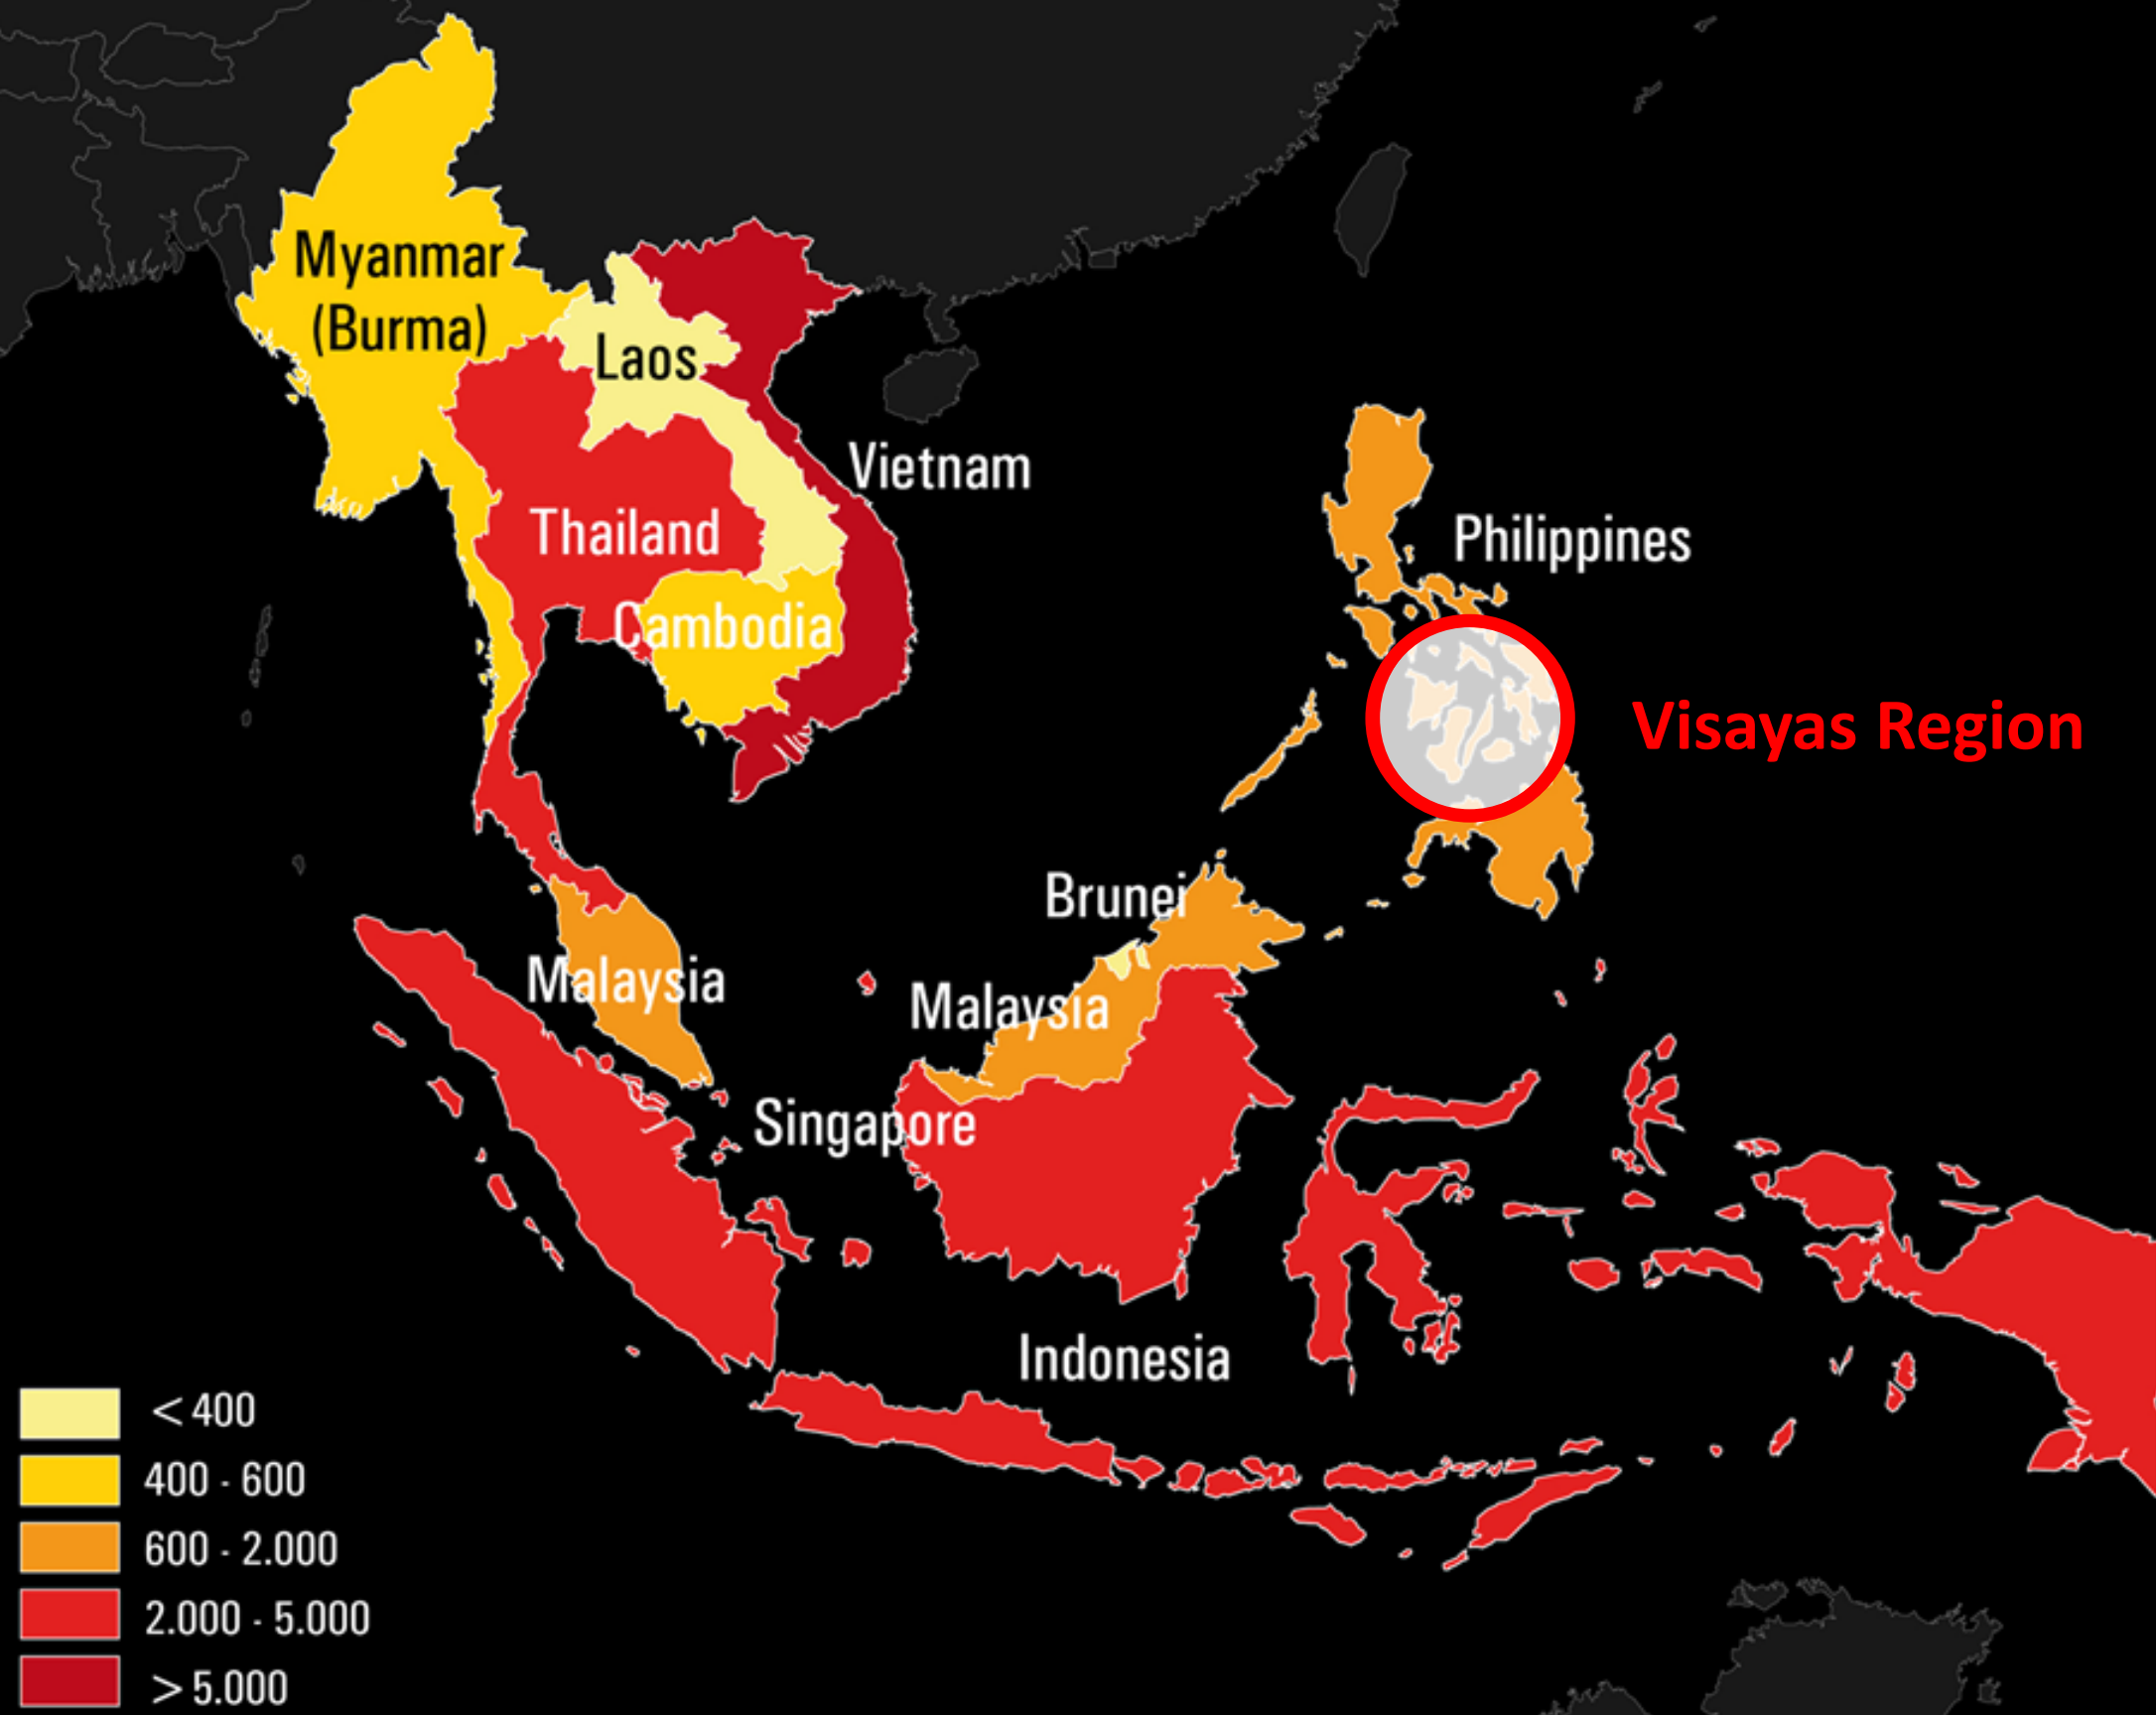 Myanmar
(Burma)
Laos
Vietnam
Thailand
Philippines
Cambodia
Visayas Region
Brunei
Malaysia
Malaysia
Singapore
Indonesia
< 400
400 - 600
600 - 2.000
2.000 - 5.000
> 5.000